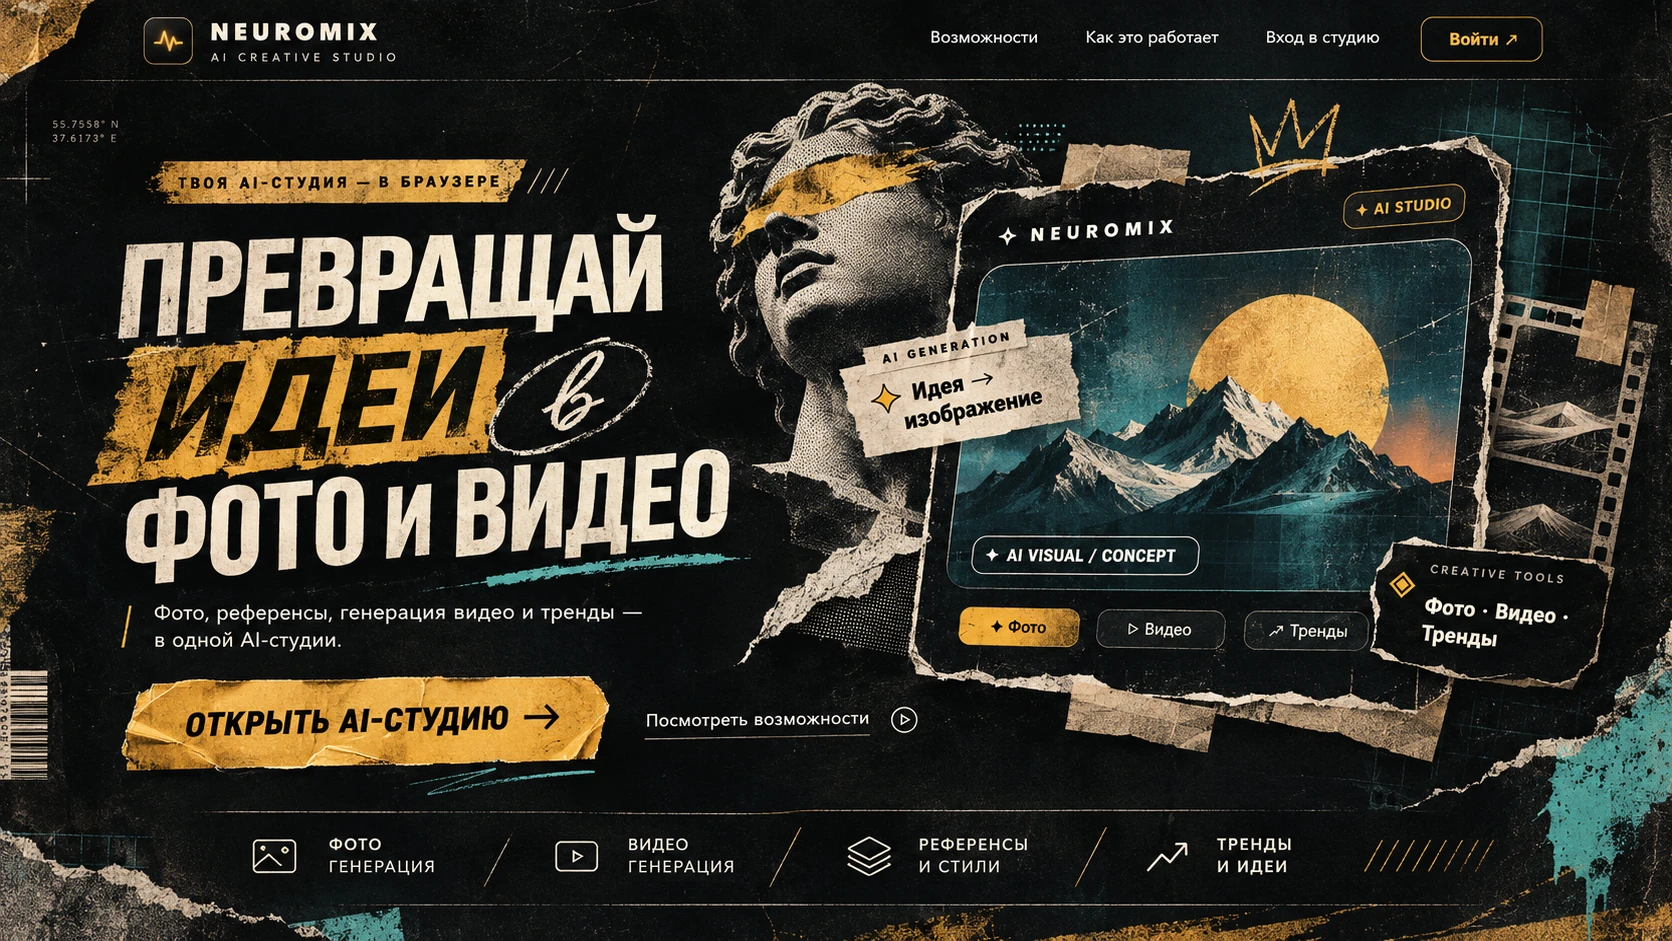 NEUROMIX
AI CREATIVE STUDIO
Возможности
Как это работает
Вход в студию
Войти ↗
55.7558° N
37.6173° E
ТВОЯ AI-СТУДИЯ — В БРАУЗЕРЕ
ПРЕВРАЩАЙ
ИДЕИ в
ФОТО и ВИДЕО
Фото, референсы, генерация видео и тренды —
в одной AI-студии.
ОТКРЫТЬ AI-СТУДИЮ →
Посмотреть возможности
NEUROMIX
AI STUDIO
AI GENERATION
Идея →
изображение
AI VISUAL / CONCEPT
Фото
Видео
Тренды
CREATIVE TOOLS
Фото · Видео ·
Тренды
ФОТО
ГЕНЕРАЦИЯ
ВИДЕО
ГЕНЕРАЦИЯ
РЕФЕРЕНСЫ
И СТИЛИ
ТРЕНДЫ
И ИДЕИ